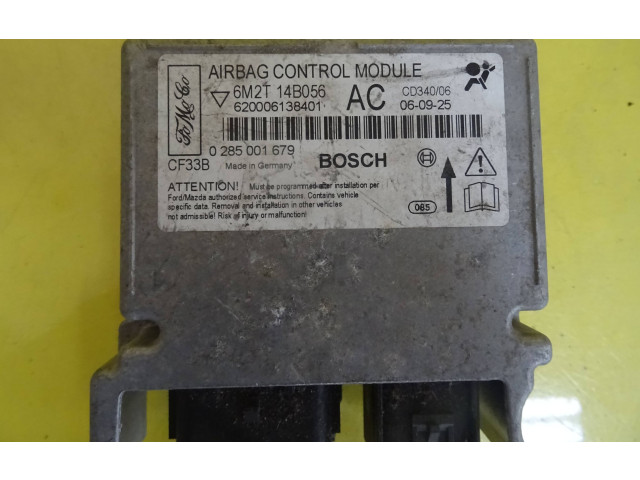 FoMoCo
AIRBAG CONTROL MODULE
6M2T 14B056 AC CD340/06
620006138401 06-09-25
0 285 001 679
CF33B Made in Germany BOSCH
ATTENTION! Must be programmed after installation per
Ford/Mazda authorized service instructions. Contains vehicle
specific data. Removal and installation in other vehicles
not admissible! Risk of injury or malfunction!
085